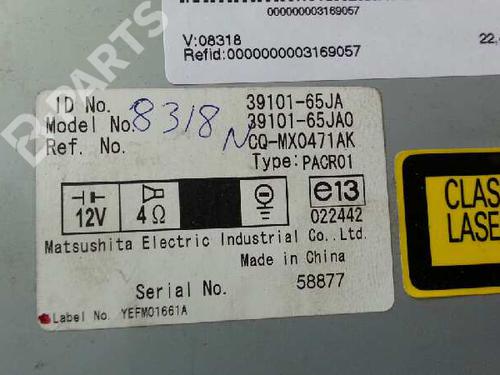 000000003169057
V:08318
22.
Refid:0000000003169057
B-PARTS
ID No. 39101-65JA
Model No. 39101-65JA0
8318 N
Ref. No. CQ-MX0471AK
Type: PACR01
12V
4Ω
e13
022442
Matsushita Electric Industrial Co., Ltd.
Made in China
Serial No. 58877
Label No. YEFM01661A
CLAS
LASE